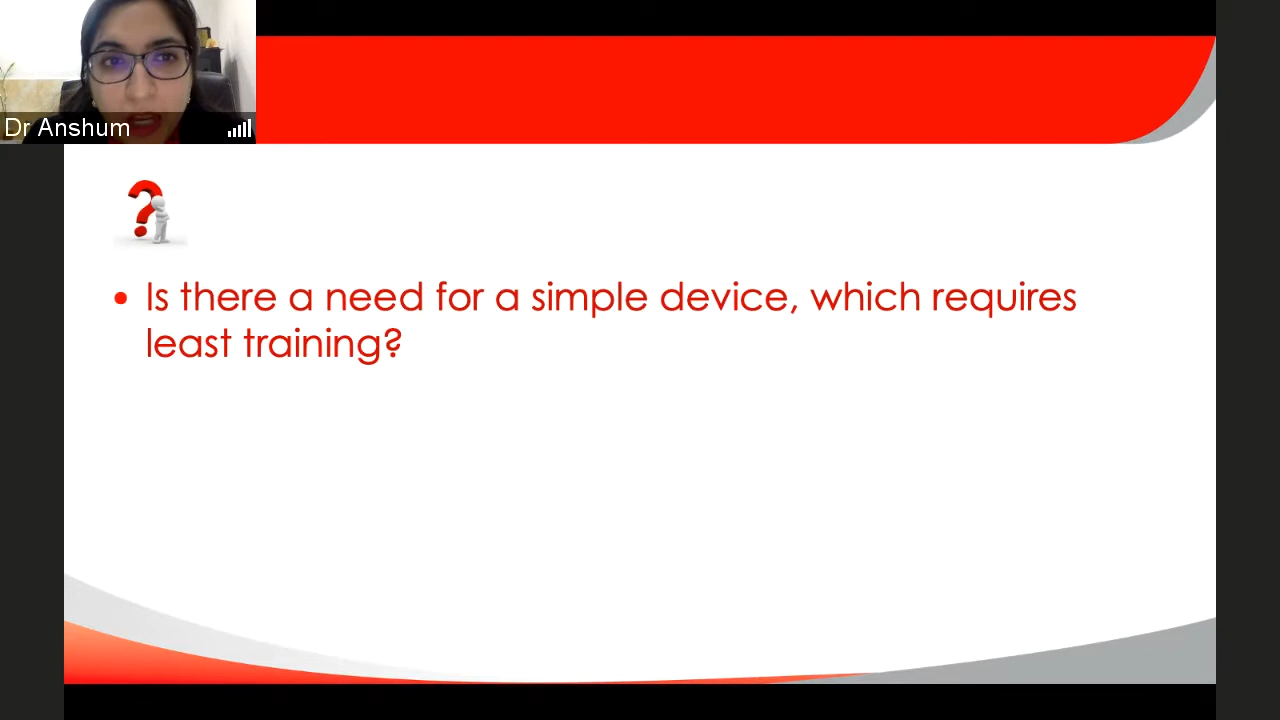 Dr Anshum
? 
• Is there a need for a simple device, which requires
least training?